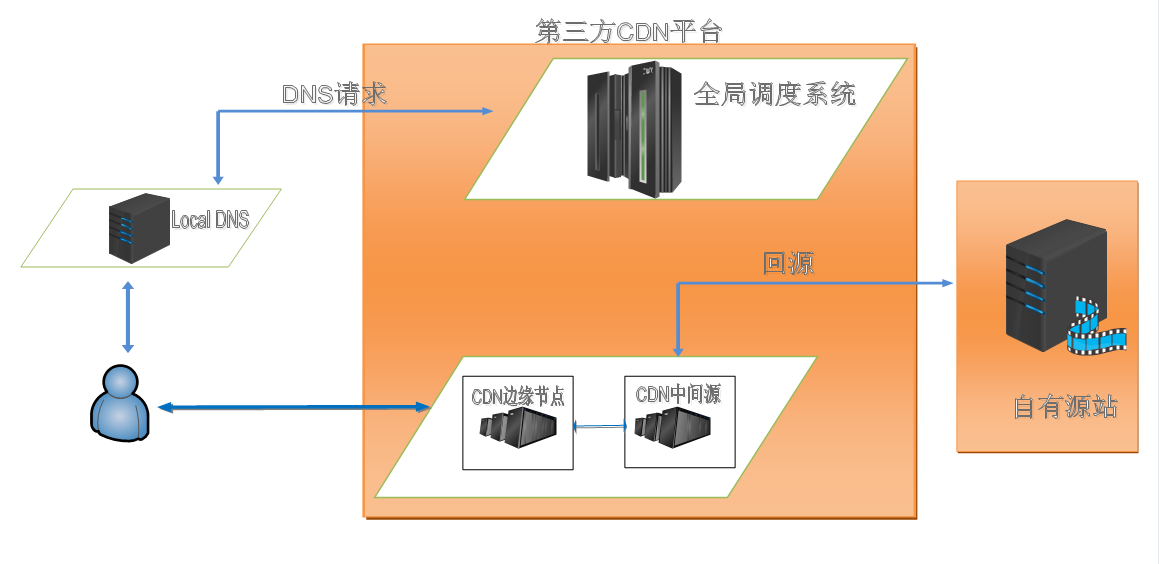 第三方CDN平台
DNS请求
全局调度系统
Local DNS
回源
CDN边缘节点
CDN中间源
自有源站